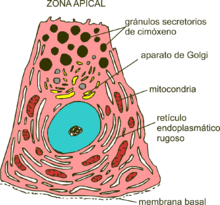 ZONA APICAL
gránulos secretorios
de cimóxeno
aparato de Golgi
mitocondria
retículo
endoplasmático
rugoso
membrana basal